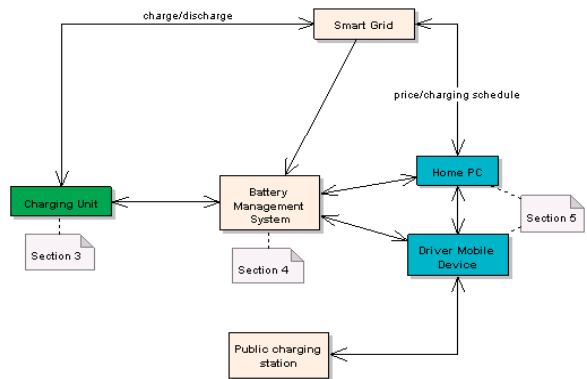 charge/discharge
Smart Grid
price/charging schedule
Home PC
Battery
Management
System
Charging Unit
Section 5
Section 3
Section 4
Driver Mobile
Device
Public charging
station